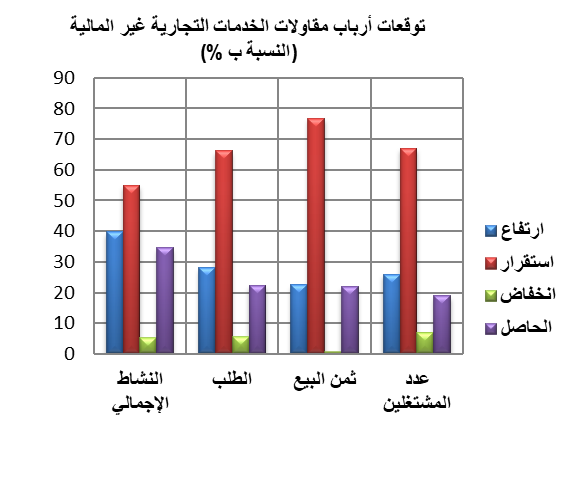 توقعات أرباب مقاولات الخدمات التجارية غير المالية
(النسبة ب %)
90
80
70
60
50
40
30
20
10
0
ارتفاع
استقرار
انخفاض
الحاصل
النشاط الإجمالي
الطلب
ثمن البيع
عدد المشتغلين